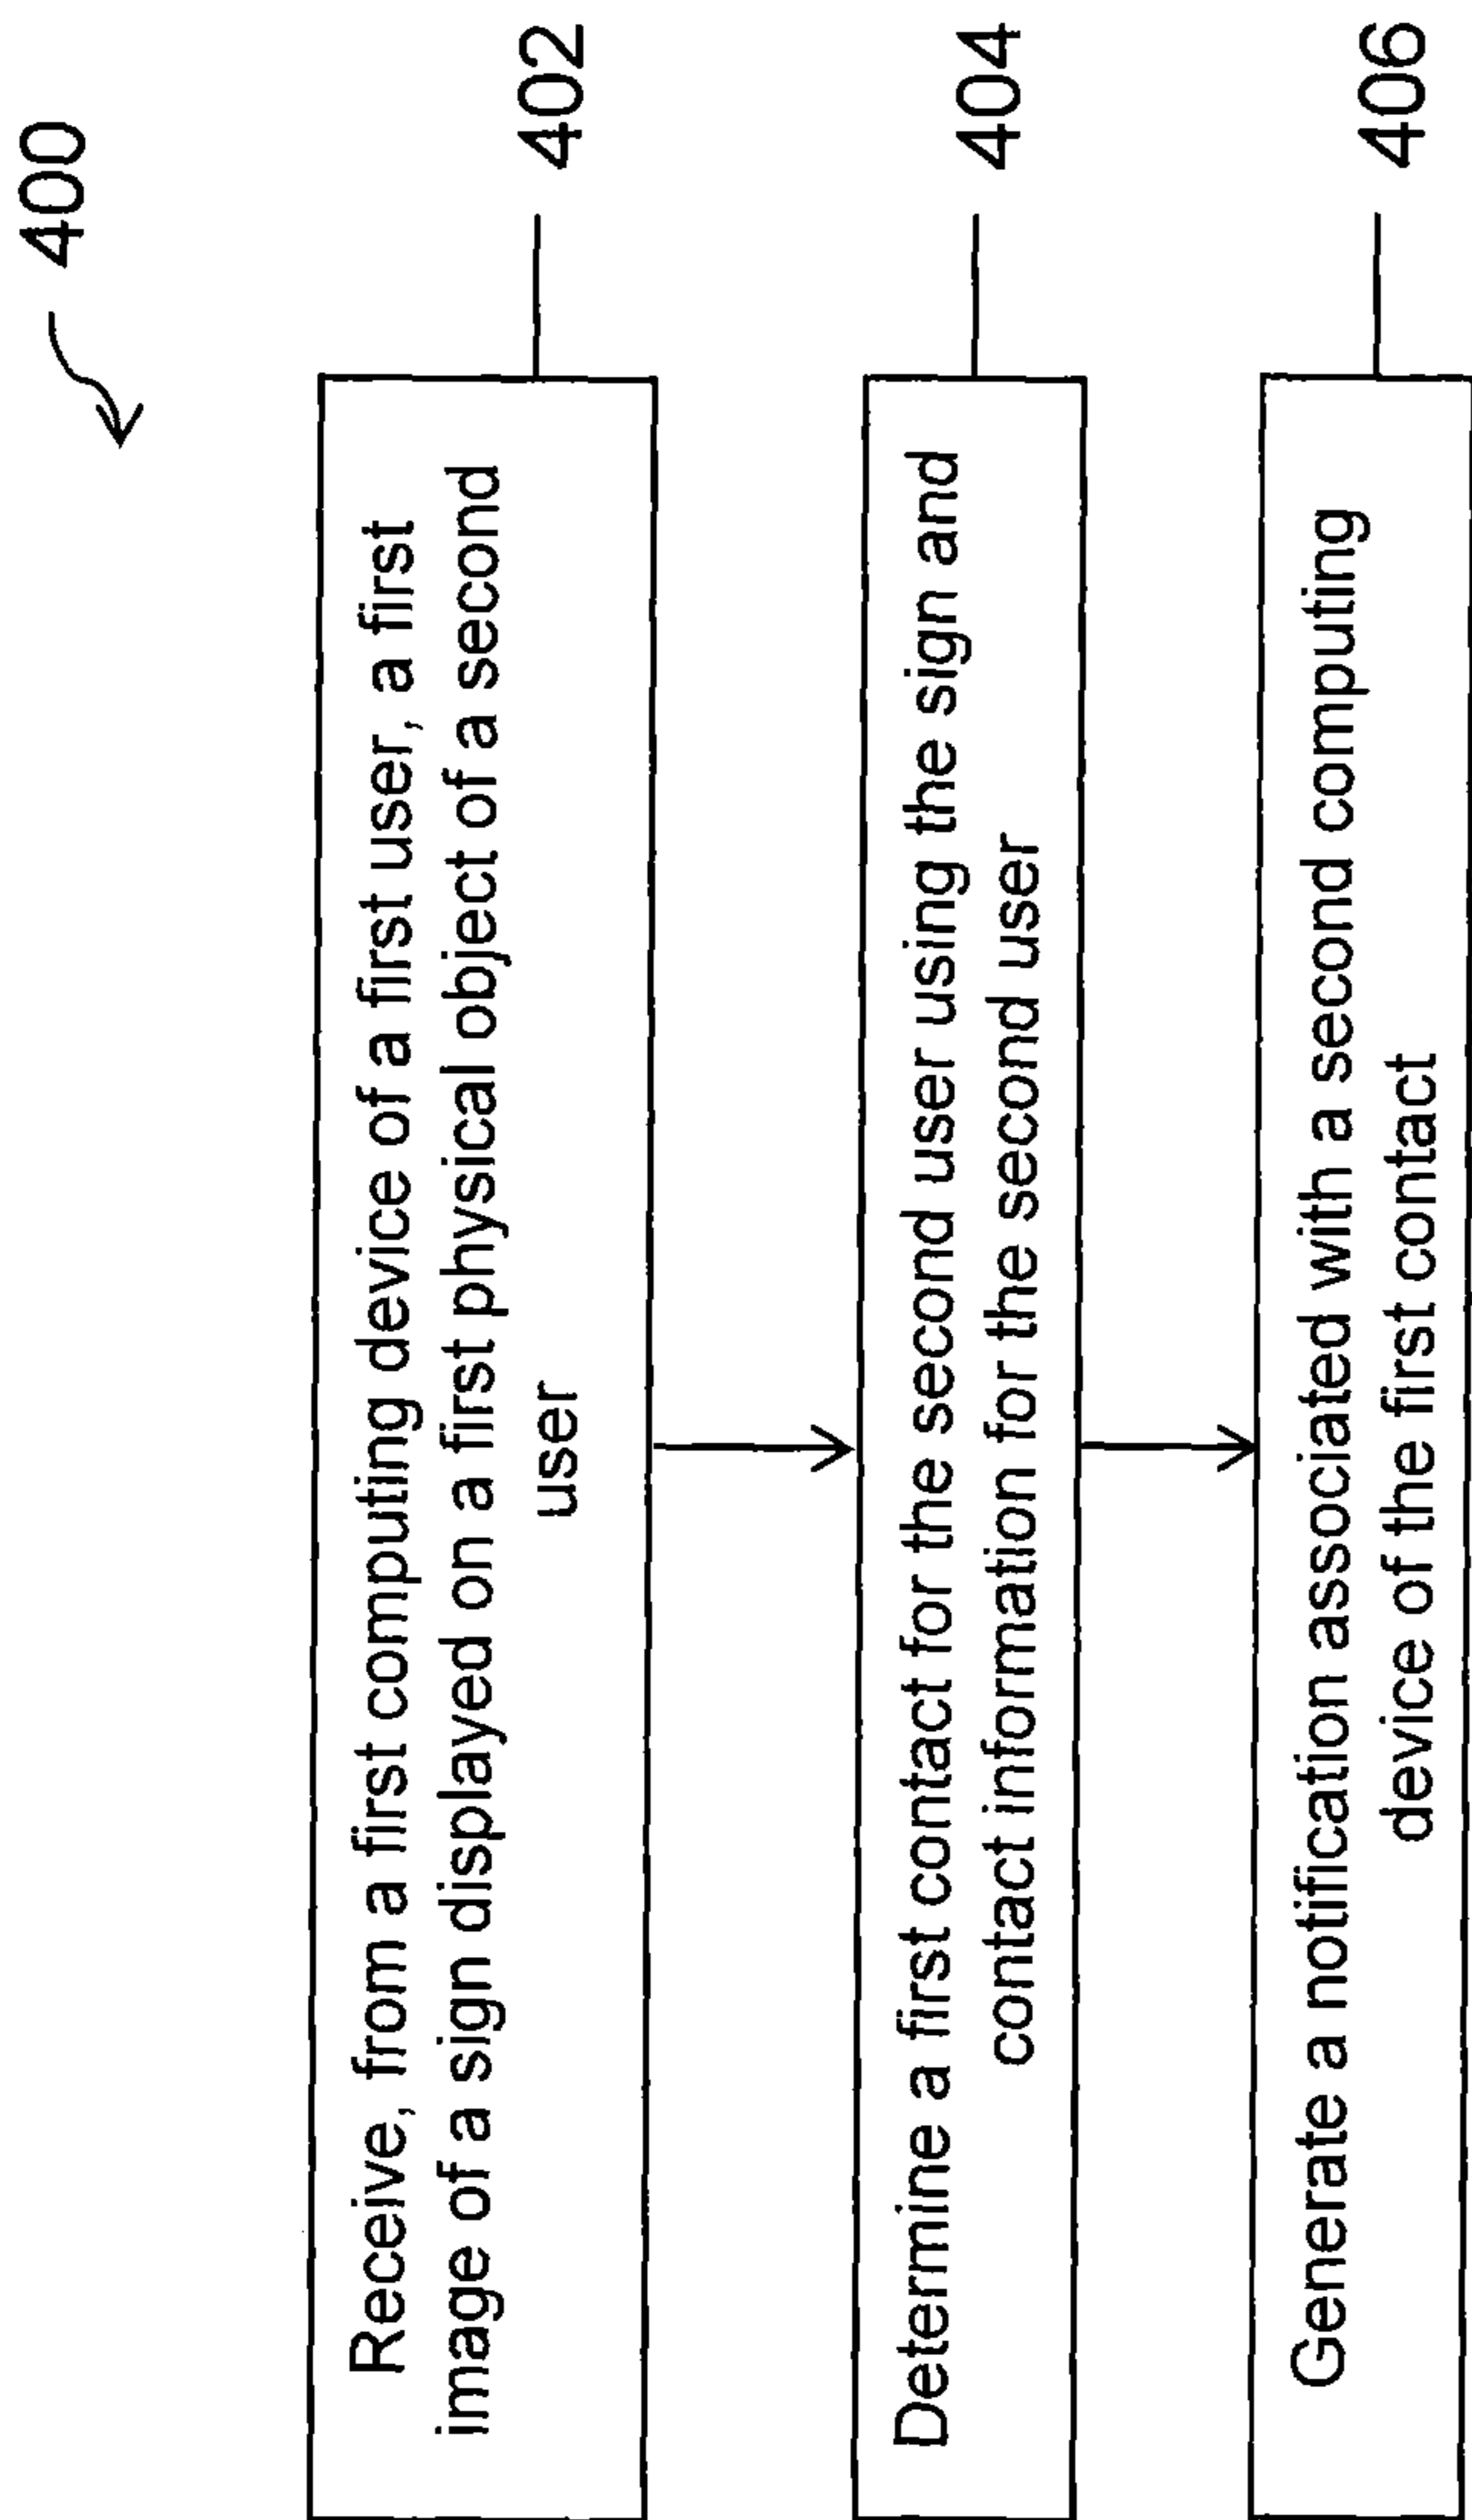 400
Receive, from a first computing device of a first user, a first
image of a sign displayed on a first physical object of a second
user
402
Determine a first contact for the second user using the sign and
contact information for the second user
404
Generate a notification associated with a second computing
device of the first contact
406